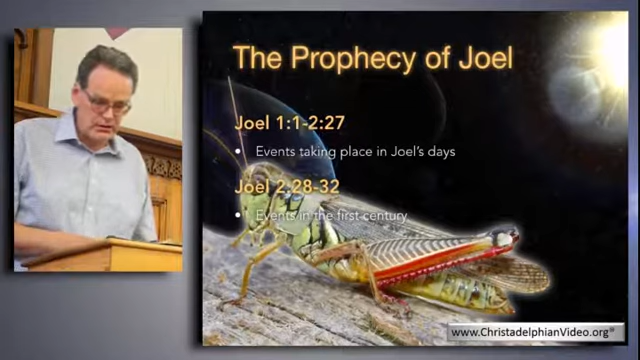 The Prophecy of Joel
Joel 1:1-2:27
• Events taking place in Joel's days
Joel 2:28-32
• Events in the first century
www.ChristadelphianVideo.org®